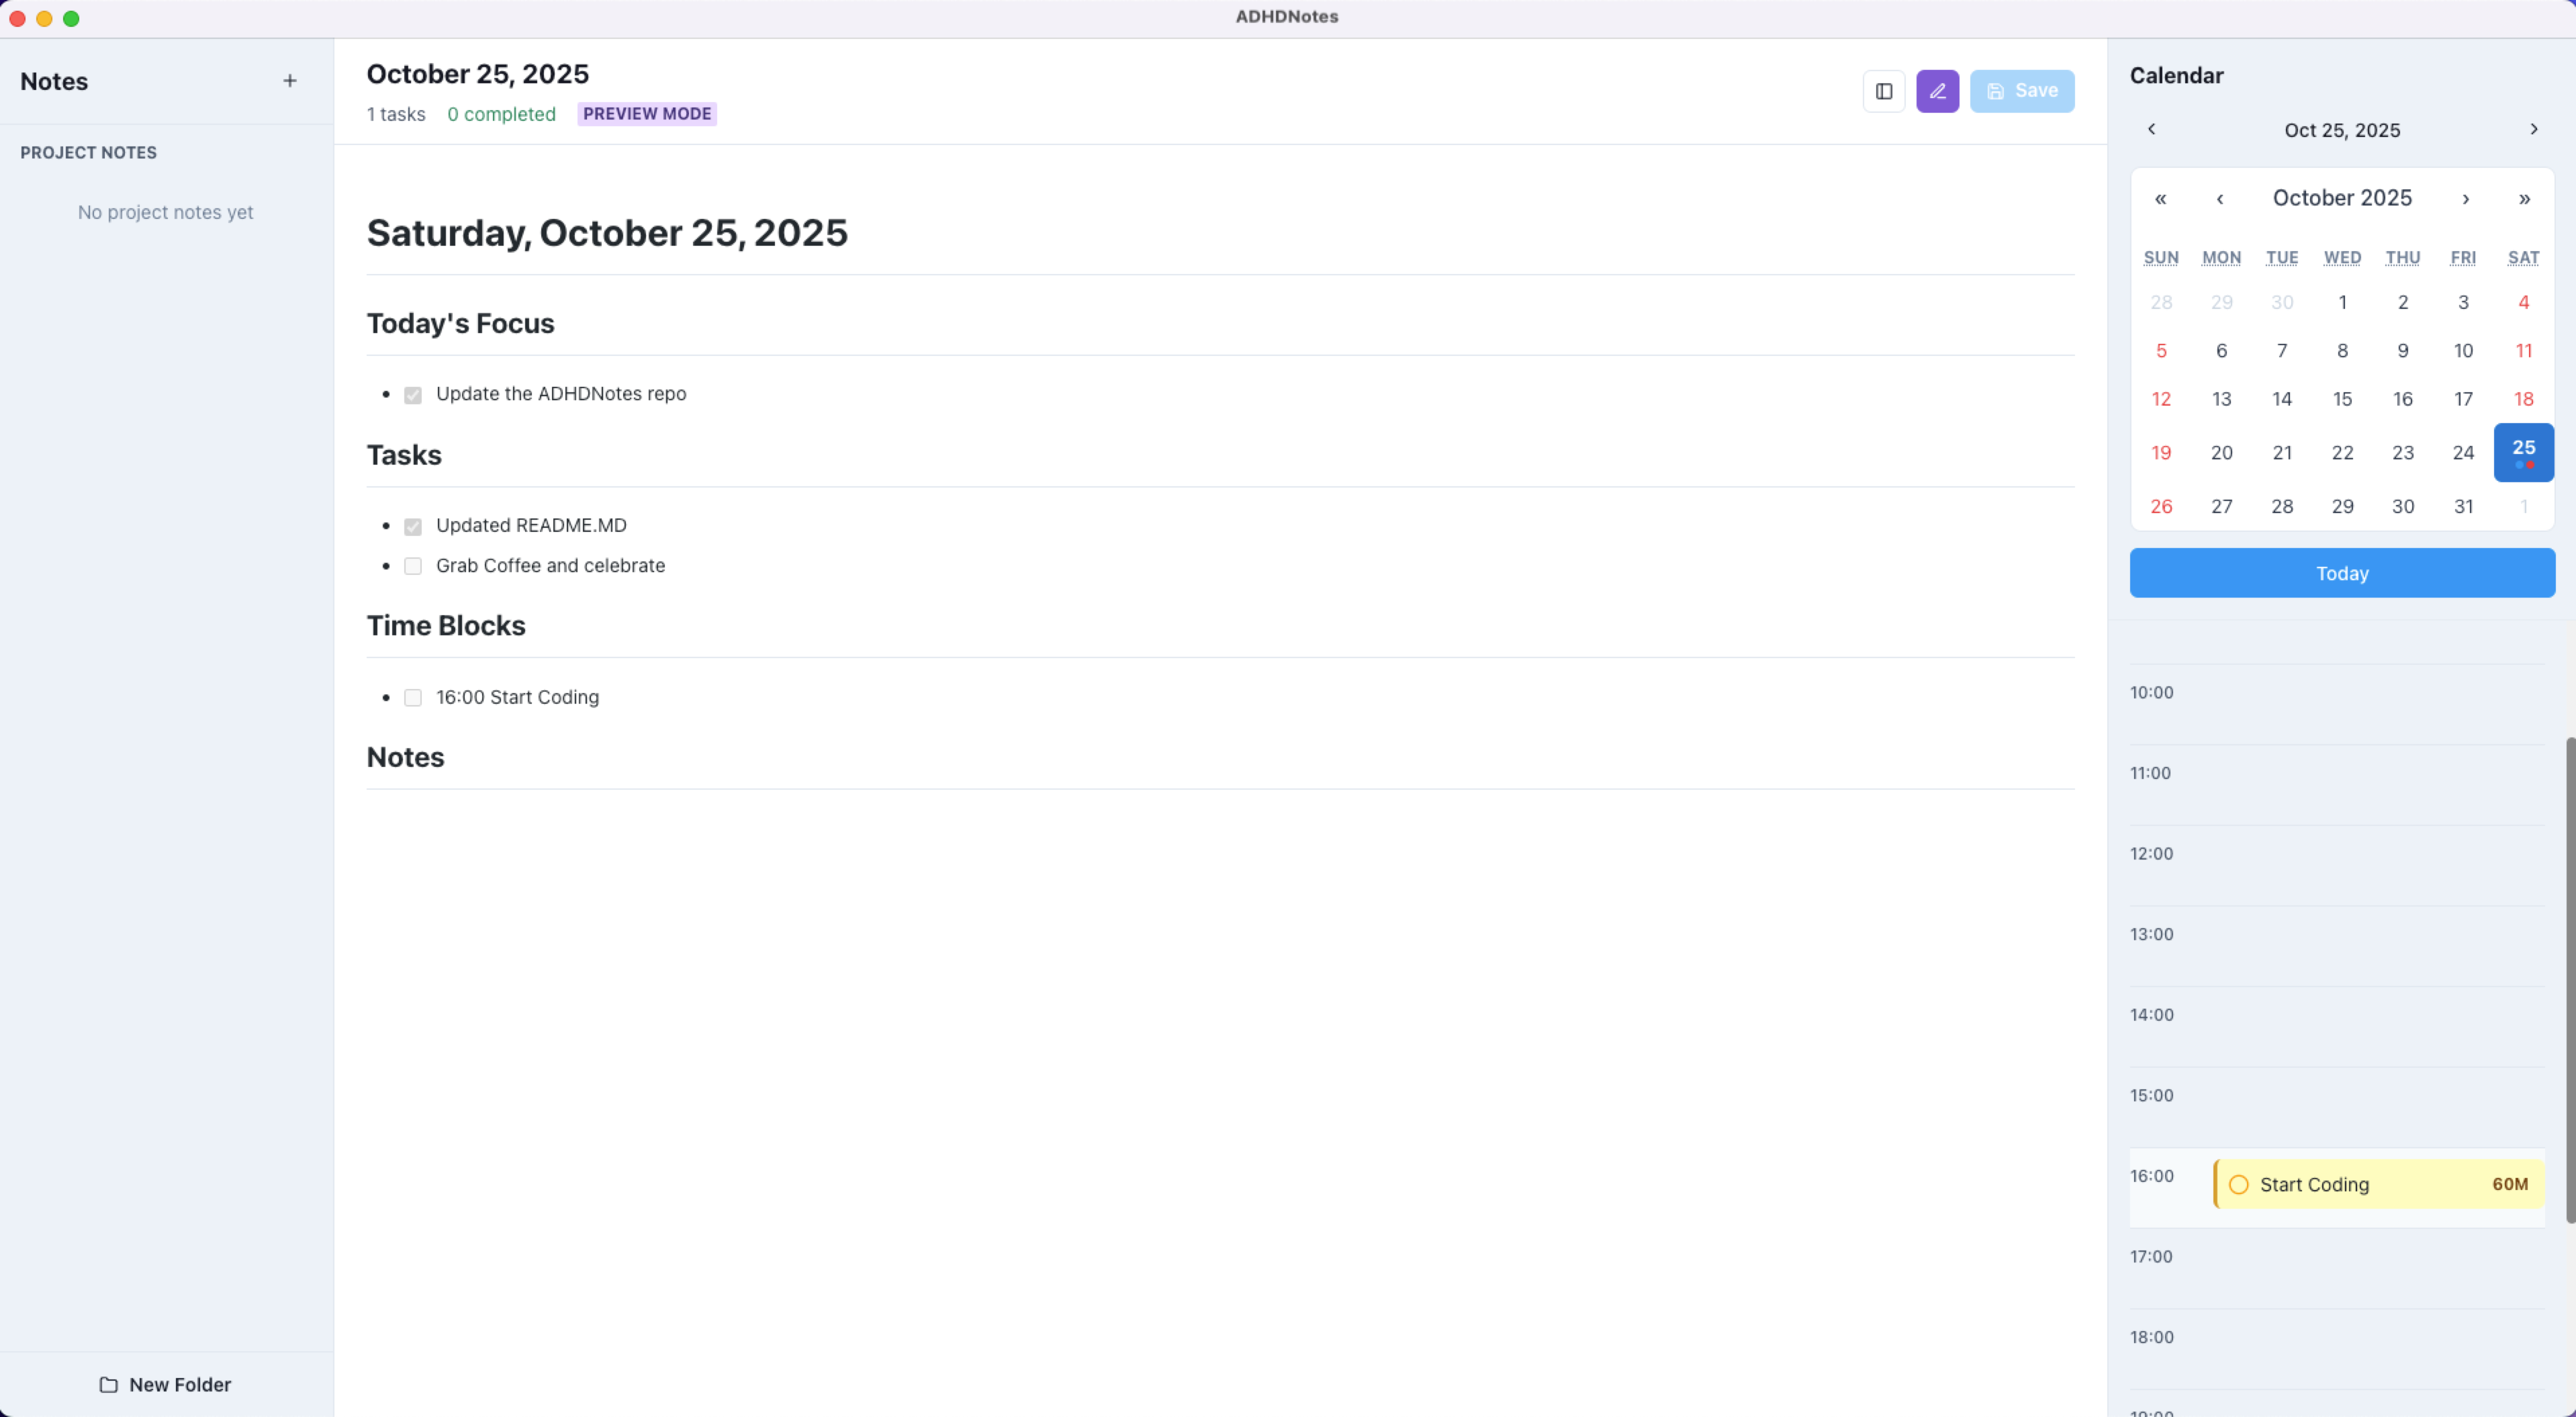 ADHDNotes
Notes
PROJECT NOTES
No project notes yet
New Folder
October 25, 2025
1 tasks 0 completed PREVIEW MODE
Save
Saturday, October 25, 2025
Today's Focus
Update the ADHDNotes repo
Tasks
Updated README.MD
Grab Coffee and celebrate
Time Blocks
16:00 Start Coding
Notes
Calendar
‹ Oct 25, 2025 ›
« ‹ October 2025 › »
SUN MON TUE WED THU FRI SAT
28 29 30 1 2 3 4
5 6 7 8 9 10 11
12 13 14 15 16 17 18
19 20 21 22 23 24 25
26 27 28 29 30 31 1
Today
10:00
11:00
12:00
13:00
14:00
15:00
16:00 Start Coding 60M
17:00
18:00